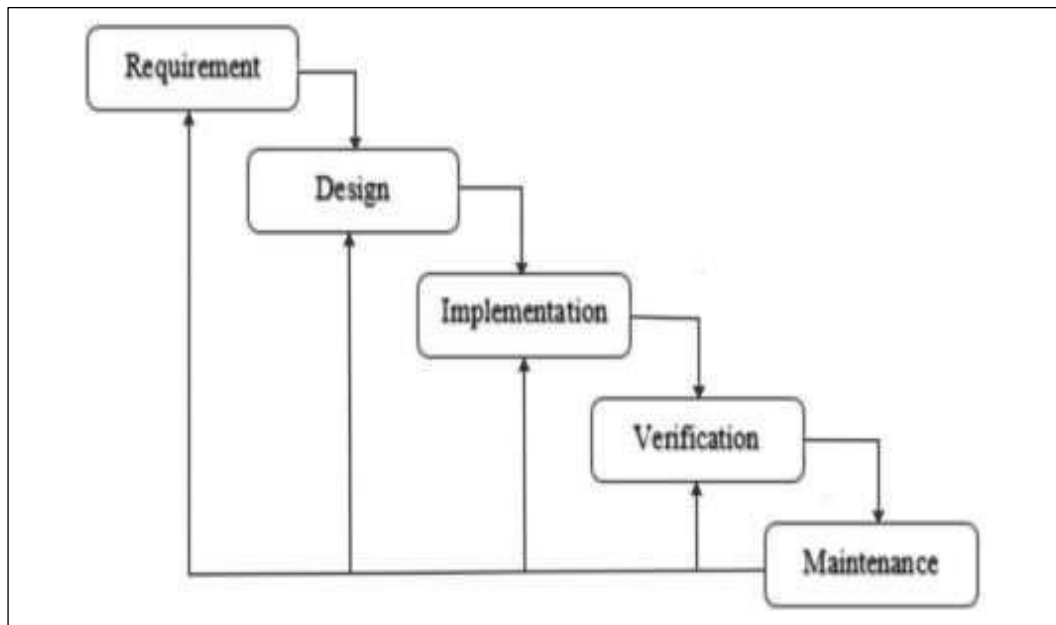 Requirement
Design
Implementation
Verification
Maintenance